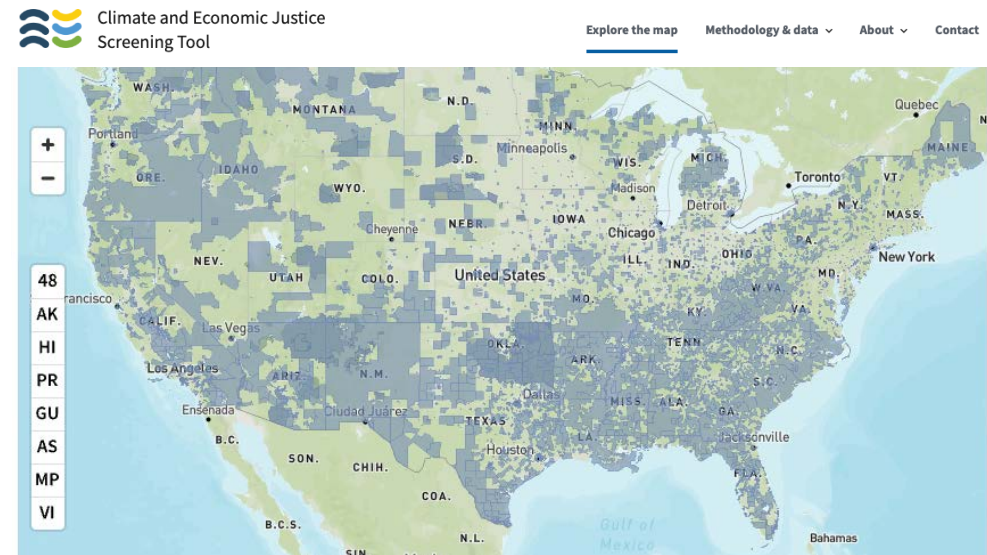 Climate and Economic Justice
Screening Tool
Explore the map
Methodology & data
About
Contact
WASH.
MONTANA
N.D.
MINN.
Quebec
N
Portland
Minneapolis
MAINE
ORE.
IDAHO
S.D.
WIS.
MICH.
Toronto
VT.
WYO.
Madison
Detroit
N.Y.
MASS.
Cheyenne
NEBR.
IOWA
Chicago
NEV.
UTAH
COLO.
United States
ILL.
IND.
OHIO
PA.
New York
MD.
48
rancisco
MO.
W.VA.
AK
CALIF.
Las Vegas
KY.
VA.
HI
OKLA.
TENN.
N.C.
Los Angeles
ARIZ.
N.M.
ARK.
PR
Dallas
S.C.
Ensenada
Ciudad Juárez
MISS.
ALA.
GA.
GU
TEXAS
B.C.
LA.
Jacksonville
AS
SON.
CHIH.
Houston
MP
COA.
FLA.
VI
B.C.S.
Gulf of
Mexico
N.L.
Bahamas
SIN.
+
−